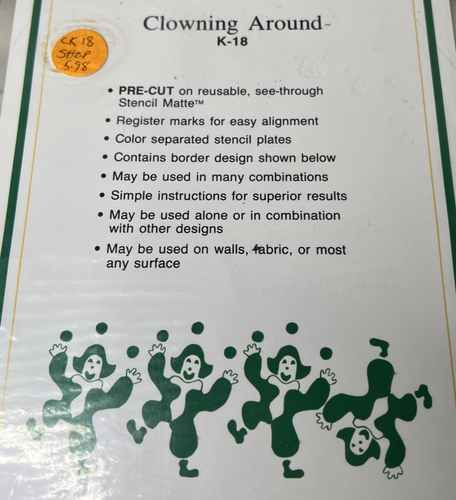 Clowning Around
K-18
CK 18
SHOP
5.98
• PRE-CUT on reusable, see-through
Stencil Matte™
• Register marks for easy alignment
• Color separated stencil plates
• Contains border design shown below
• May be used in many combinations
• Simple instructions for superior results
• May be used alone or in combination
with other designs
• May be used on walls, fabric, or most
any surface